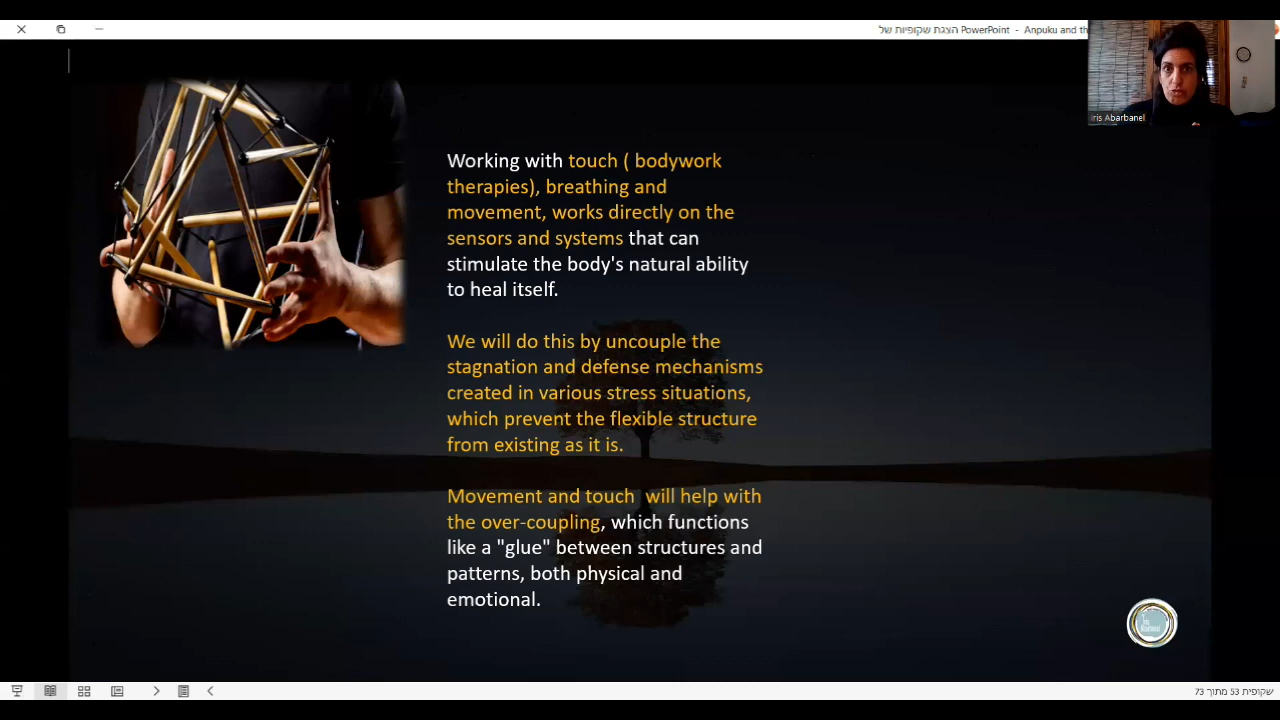 הצגת שקופיות של PowerPoint - Anpuku and th
Iris Abarbanel
Working with touch ( bodywork
therapies), breathing and
movement, works directly on the
sensors and systems that can
stimulate the body's natural ability
to heal itself.
We will do this by uncouple the
stagnation and defense mechanisms
created in various stress situations,
which prevent the flexible structure
from existing as it is.
Movement and touch  will help with
the over-coupling, which functions
like a "glue" between structures and
patterns, both physical and
emotional.
Iris
Abarbanel
שקופית 53 מתוך 73